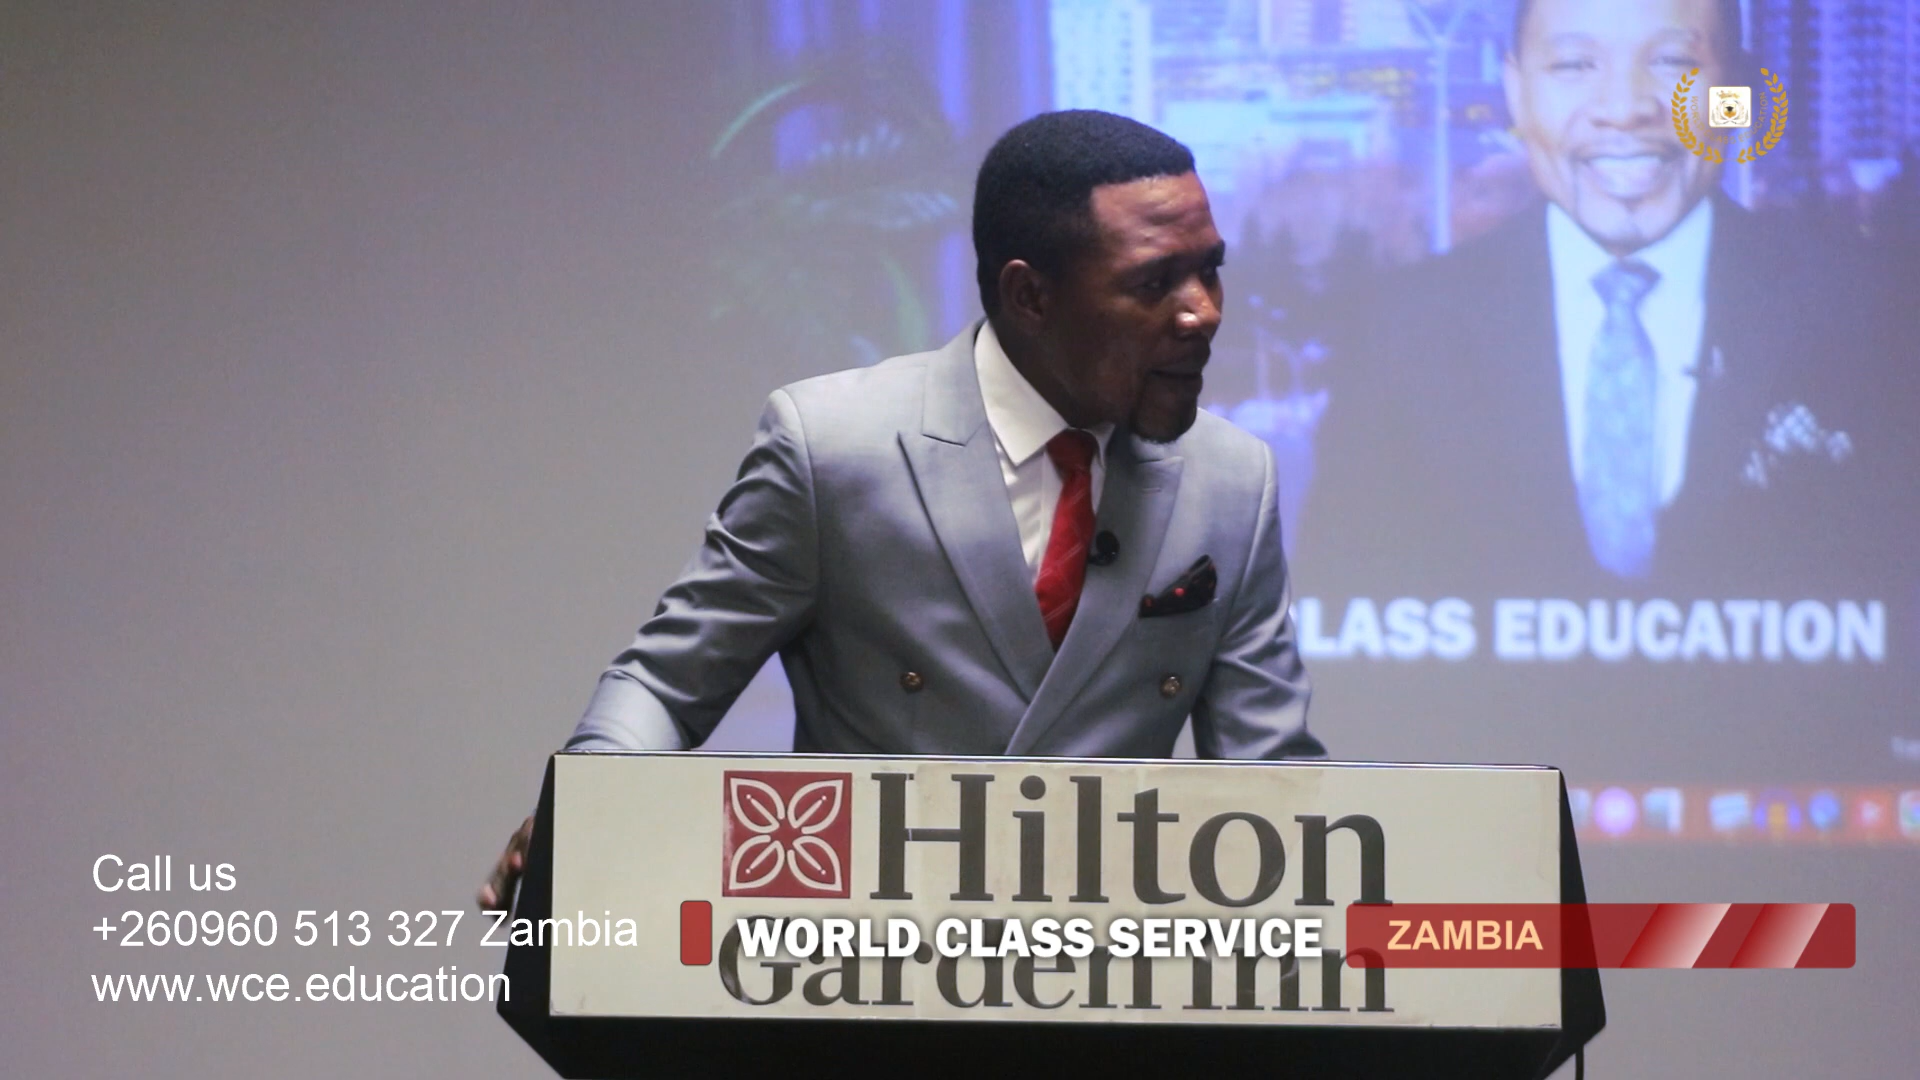 LASS EDUCATION
Hilton
Garden Inn
Call us
+260960 513 327 Zambia
www.wce.education
WORLD CLASS SERVICE
ZAMBIA